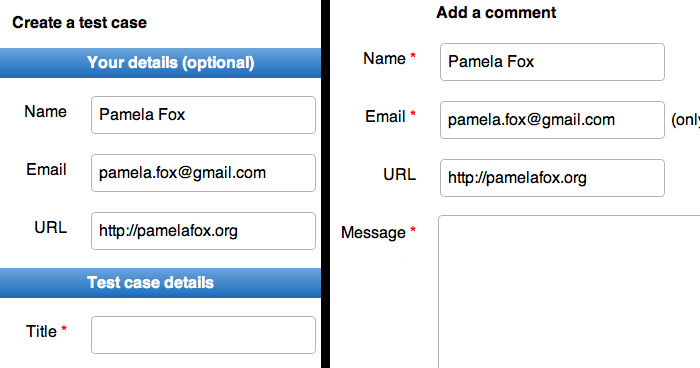 Create a test case
Your details (optional)
Name Pamela Fox
Email pamela.fox@gmail.com
URL http://pamelafox.org
Test case details
Title *
Add a comment
Name * Pamela Fox
Email * pamela.fox@gmail.com (only
URL http://pamelafox.org
Message *